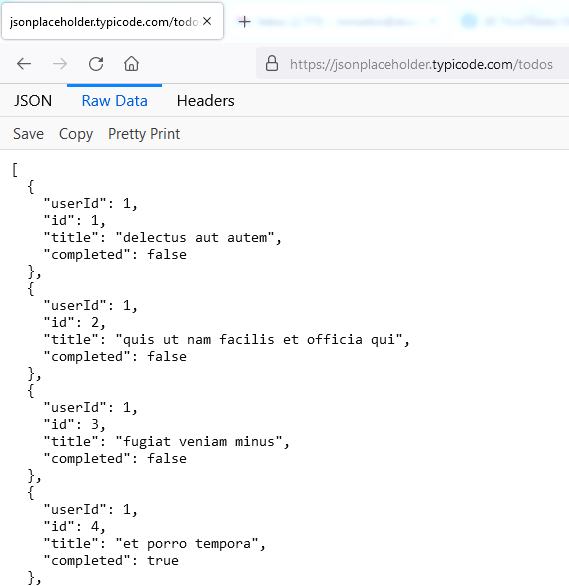 jsonplaceholder.typicode.com/todo
https://jsonplaceholder.typicode.com/todos
JSON Raw Data Headers
Save Copy Pretty Print
[
  {
    "userId": 1,
    "id": 1,
    "title": "delectus aut autem",
    "completed": false
  },
  {
    "userId": 1,
    "id": 2,
    "title": "quis ut nam facilis et officia qui",
    "completed": false
  },
  {
    "userId": 1,
    "id": 3,
    "title": "fugiat veniam minus",
    "completed": false
  },
  {
    "userId": 1,
    "id": 4,
    "title": "et porro tempora",
    "completed": true
  },